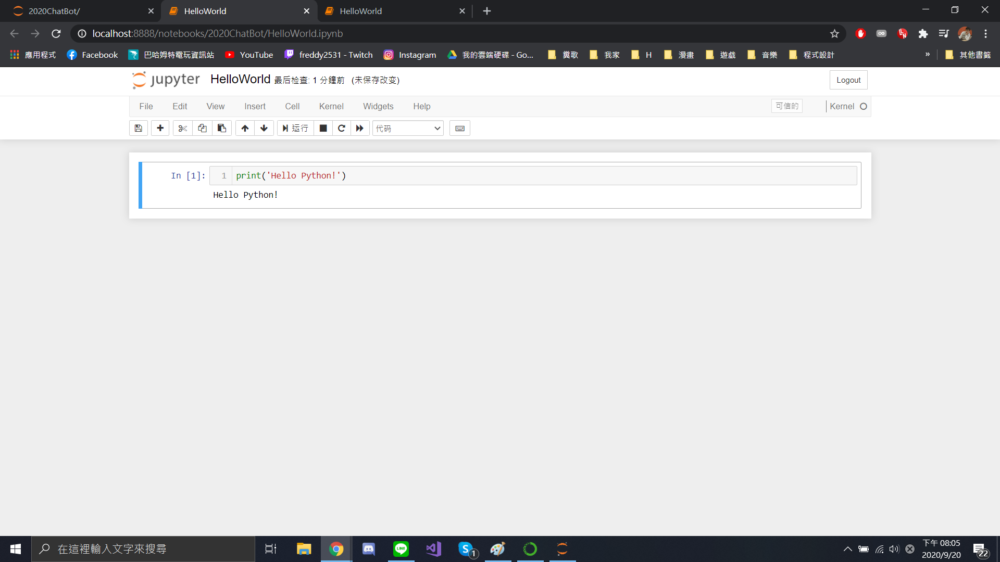 2020ChatBot/
HelloWorld
HelloWorld
localhost:8888/notebooks/2020ChatBot/HelloWorld.ipynb
應用程式
Facebook
巴哈姆特電玩資訊站
YouTube
freddy2531 - Twitch
Instagram
我的雲端硬碟 - Go...
糞歌
我家
H
漫畫
遊戲
音樂
程式設計
»
其他書籤
jupyter
HelloWorld 最后检查: 1 分鐘前 (未保存改变)
Logout
File Edit View Insert Cell Kernel Widgets Help
可信的
Kernel
运行
代码
In [1]:
1 print('Hello Python!')
Hello Python!
在這裡輸入文字來搜尋
LINE
S
1
下午 08:05
2020/9/20
22